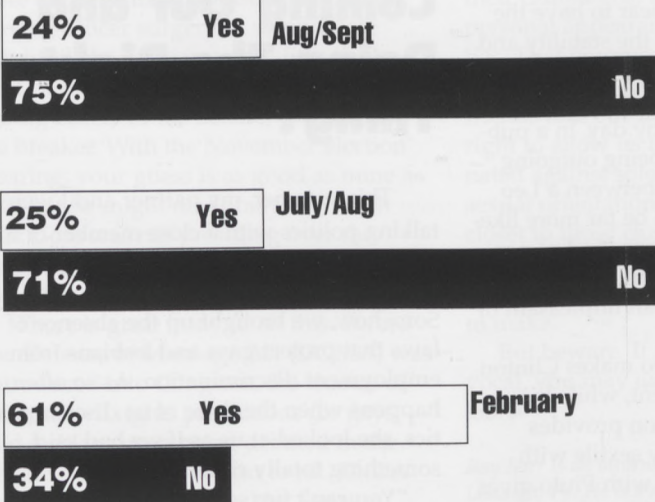 24% Yes Aug/Sept
75% No
25% Yes July/Aug
71% No
61% Yes February
34% No